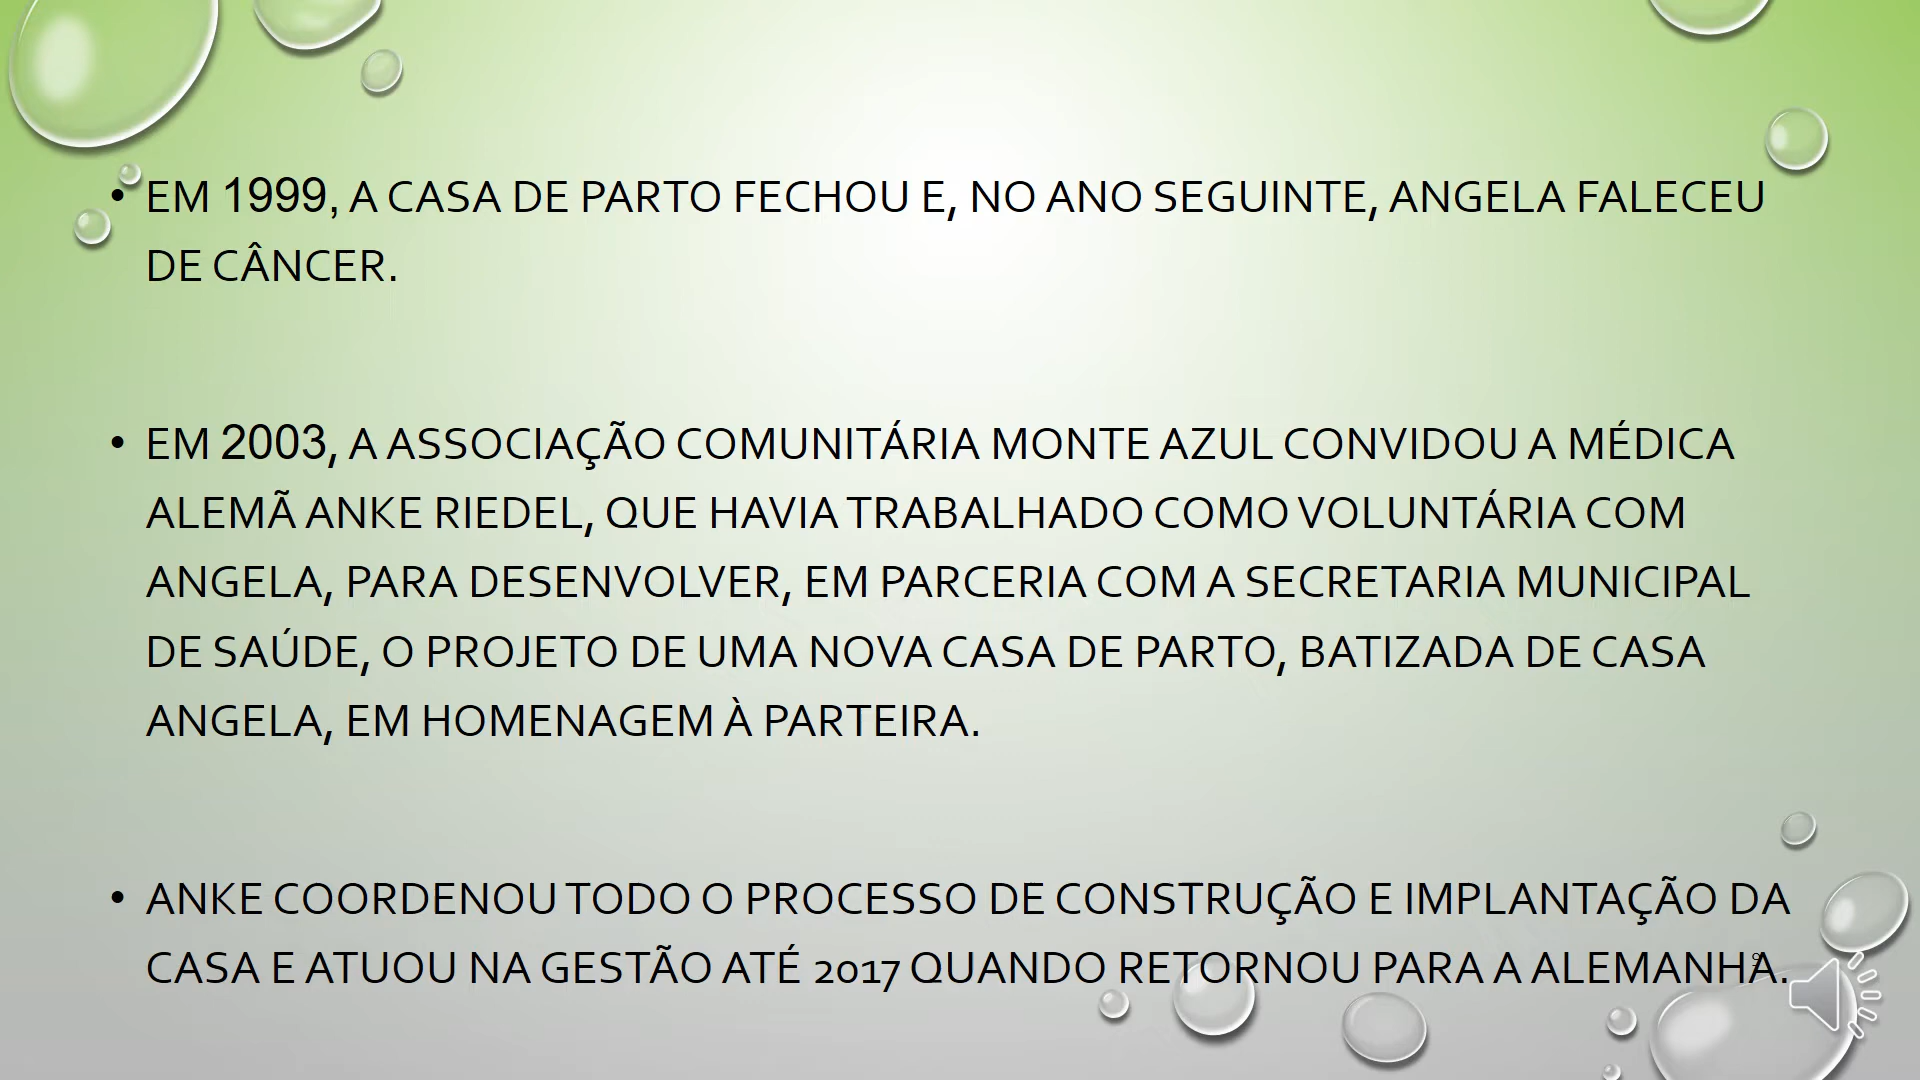 • EM 1999, A CASA DE PARTO FECHOU E, NO ANO SEGUINTE, ANGELA FALECEU
DE CÂNCER.
• EM 2003, A ASSOCIAÇÃO COMUNITÁRIA MONTE AZUL CONVIDOU A MÉDICA
ALEMÃ ANKE RIEDEL, QUE HAVIA TRABALHADO COMO VOLUNTÁRIA COM
ANGELA, PARA DESENVOLVER, EM PARCERIA COM A SECRETARIA MUNICIPAL
DE SAÚDE, O PROJETO DE UMA NOVA CASA DE PARTO, BATIZADA DE CASA
ANGELA, EM HOMENAGEM À PARTEIRA.
• ANKE COORDENOU TODO O PROCESSO DE CONSTRUÇÃO E IMPLANTAÇÃO DA
CASA E ATUOU NA GESTÃO ATÉ 2017 QUANDO RETORNOU PARA A ALEMANHA.